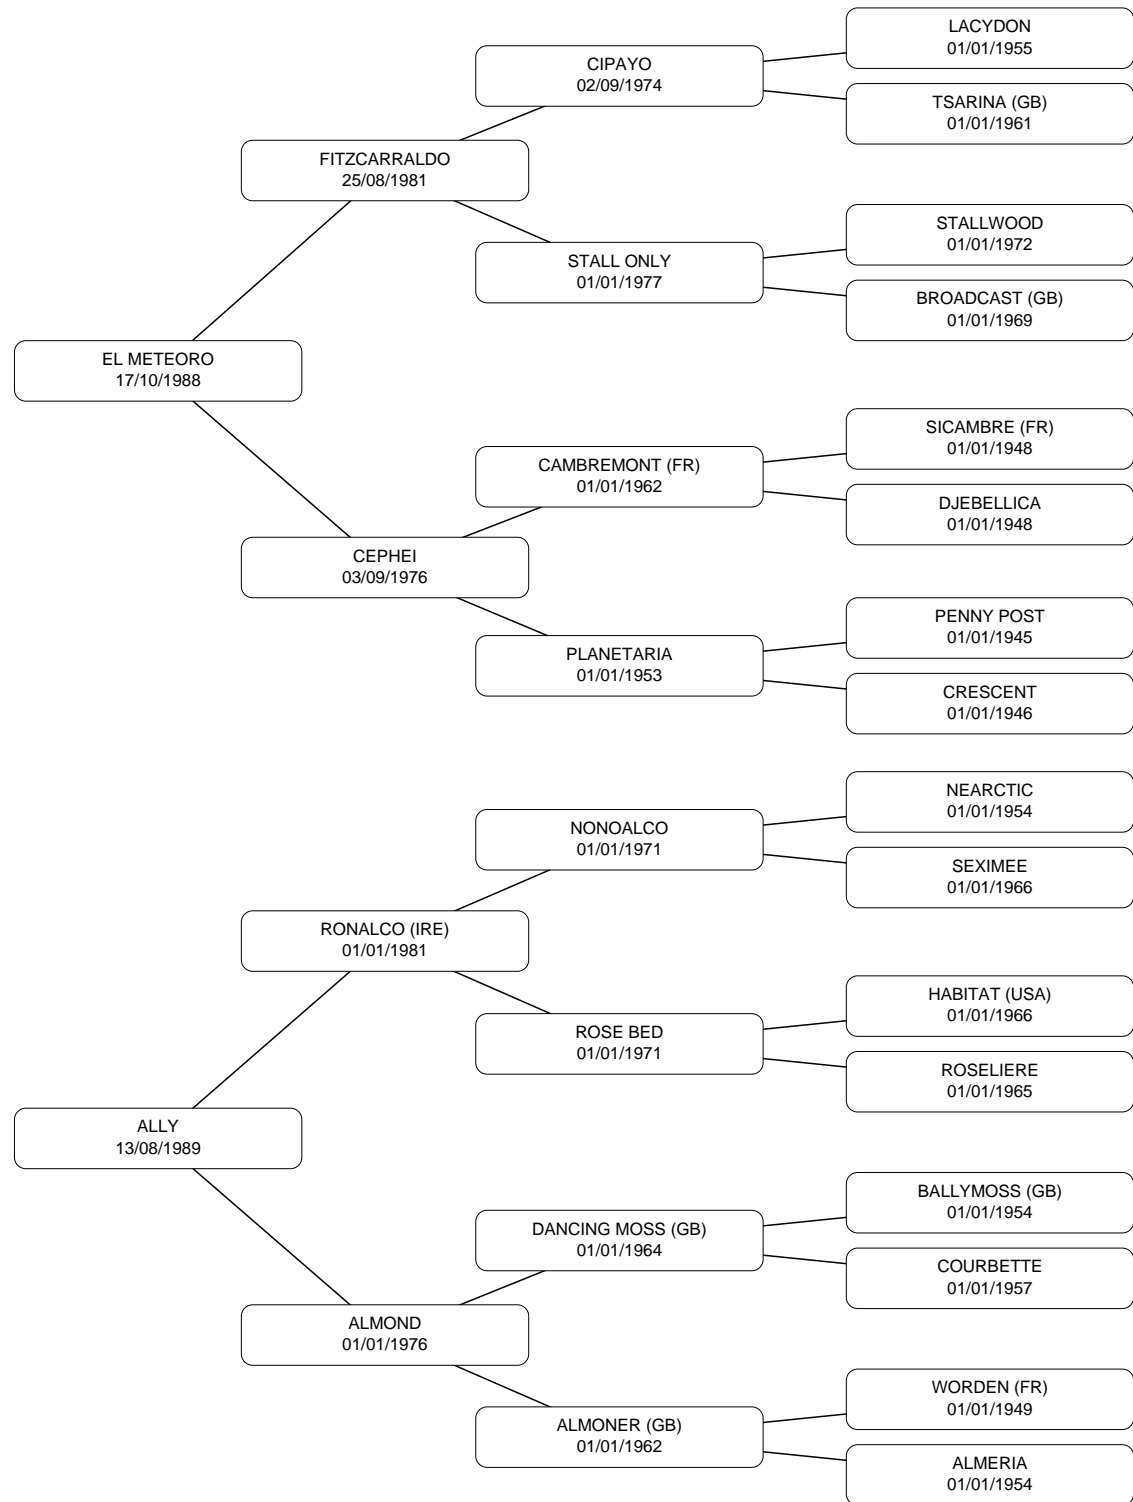 LACYDON
01/01/1955
CIPAYO
02/09/1974
TSARINA (GB)
01/01/1961
FITZCARRALDO
25/08/1981
STALLWOOD
01/01/1972
STALL ONLY
01/01/1977
BROADCAST (GB)
01/01/1969
EL METEORO
17/10/1988
SICAMBRE (FR)
01/01/1948
CAMBREMONT (FR)
01/01/1962
DJEBELLICA
01/01/1948
CEPHEI
03/09/1976
PENNY POST
01/01/1945
PLANETARIA
01/01/1953
CRESCENT
01/01/1946
NEARCTIC
01/01/1954
NONOALCO
01/01/1971
SEXIMEE
01/01/1966
RONALCO (IRE)
01/01/1981
HABITAT (USA)
01/01/1966
ROSE BED
01/01/1971
ROSELIERE
01/01/1965
ALLY
13/08/1989
BALLYMOSS (GB)
01/01/1954
DANCING MOSS (GB)
01/01/1964
COURBETTE
01/01/1957
ALMOND
01/01/1976
WORDEN (FR)
01/01/1949
ALMONER (GB)
01/01/1962
ALMERIA
01/01/1954